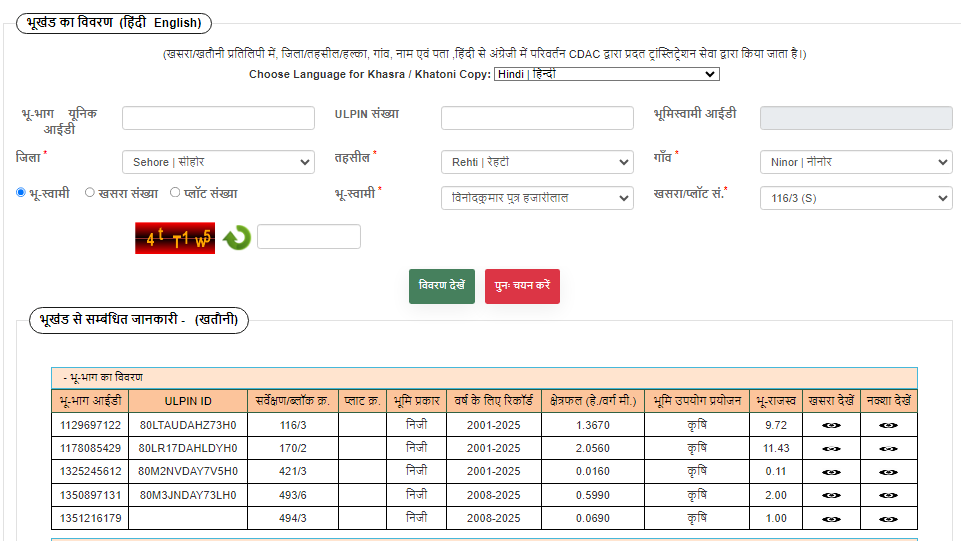 भूखंड का विवरण (हिंदी English)
(खसरा/खतौनी प्रतिलिपी में, जिला/तहसील/हल्का, गांव, नाम एवं पता ,हिंदी से अंग्रेजी में परिवर्तन CDAC द्वारा प्रदत ट्रांस्लिट्रेशन सेवा द्वारा किया जाता है।)
Choose Language for Khasra / Khatoni Copy: Hindi | हिन्दी
भू-भाग यूनिक आईडी
ULPIN संख्या
भूमिस्वामी आईडी
जिला * Sehore | सीहोर तहसील * Rehti | रेहटी गाँव * Ninor | नीनोर
भू-स्वामी खसरा संख्या प्लॉट संख्या भू-स्वामी * विनोदकुमार पुत्र हजारीलाल खसरा/प्लॉट सं.* 116/3 (S)
4tT1w5
विवरण देखें पुनः चयन करें
भूखंड से सम्बंधित जानकारी - (खतौनी)
- भू-भाग का विवरण
भू-भाग आईडी ULPIN ID सर्वेक्षण/ब्लॉक क्र. प्लाट क्र. भूमि प्रकार वर्ष के लिए रिकॉर्ड क्षेत्रफल (हे./वर्ग मी.) भूमि उपयोग प्रयोजन भू-राजस्व खसरा देखें नक्शा देखें
1129697122 80LTAUDAHZ73H0 116/3 निजी 2001-2025 1.3670 कृषि 9.72
1178085429 80LR17DAHLDYH0 170/2 निजी 2001-2025 2.0560 कृषि 11.43
1325245612 80M2NVDAY7V5H0 421/3 निजी 2001-2025 0.0160 कृषि 0.11
1350897131 80M3JNDAY73LH0 493/6 निजी 2008-2025 0.5990 कृषि 2.00
1351216179 494/3 निजी 2008-2025 0.0690 कृषि 1.00